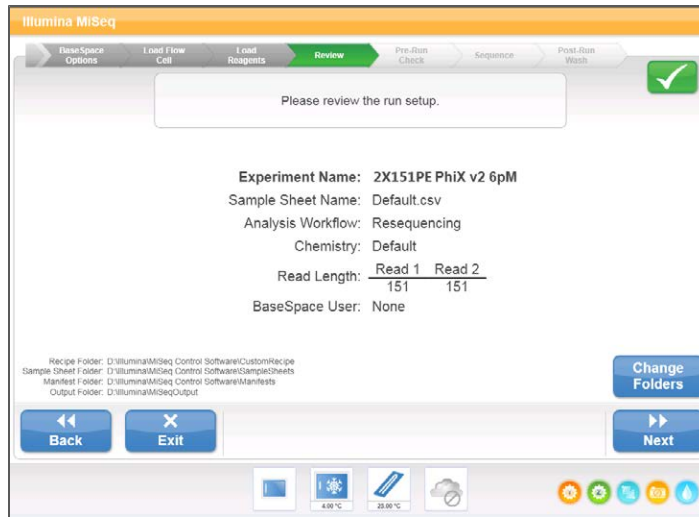 Illumina MiSeq
BaseSpace Options
Load Flow Cell
Load Reagents
Review
Pre-Run Check
Sequence
Post-Run Wash
Please review the run setup.
Experiment Name: 2X151PE PhiX v2 6pM
Sample Sheet Name: Default.csv
Analysis Workflow: Resequencing
Chemistry: Default
Read Length: Read 1 Read 2
151 151
BaseSpace User: None
Recipe Folder: D:\Illumina\MiSeq Control Software\CustomRecipe
Sample Sheet Folder: D:\Illumina\MiSeq Control Software\SampleSheets
Manifest Folder: D:\Illumina\MiSeq Control Software\Manifests
Output Folder: D:\Illumina\MiSeqOutput
Change Folders
Back
Exit
Next
4.00 °C
25.00 °C